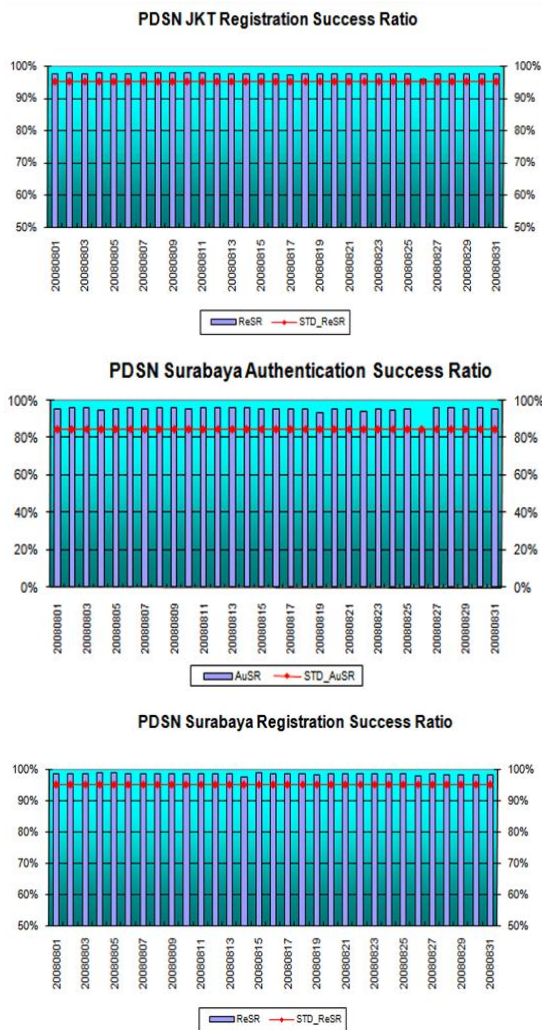 PDSN JKT Registration Success Ratio
100% 100%
90% 90%
80% 80%
70% 70%
60% 60%
50% 50%
20080801 20080803 20080805 20080807 20080809 20080811 20080813 20080815 20080817 20080819 20080821 20080823 20080825 20080827 20080829 20080831
ReSR STD_ReSR
PDSN Surabaya Authentication Success Ratio
100% 100%
80% 80%
60% 60%
40% 40%
20% 20%
0% 0%
20080801 20080803 20080805 20080807 20080809 20080811 20080813 20080815 20080817 20080819 20080821 20080823 20080825 20080827 20080829 20080831
AuSR STD_AuSR
PDSN Surabaya Registration Success Ratio
100% 100%
90% 90%
80% 80%
70% 70%
60% 60%
50% 50%
20080801 20080803 20080805 20080807 20080809 20080811 20080813 20080815 20080817 20080819 20080821 20080823 20080825 20080827 20080829 20080831
ReSR STD_ReSR